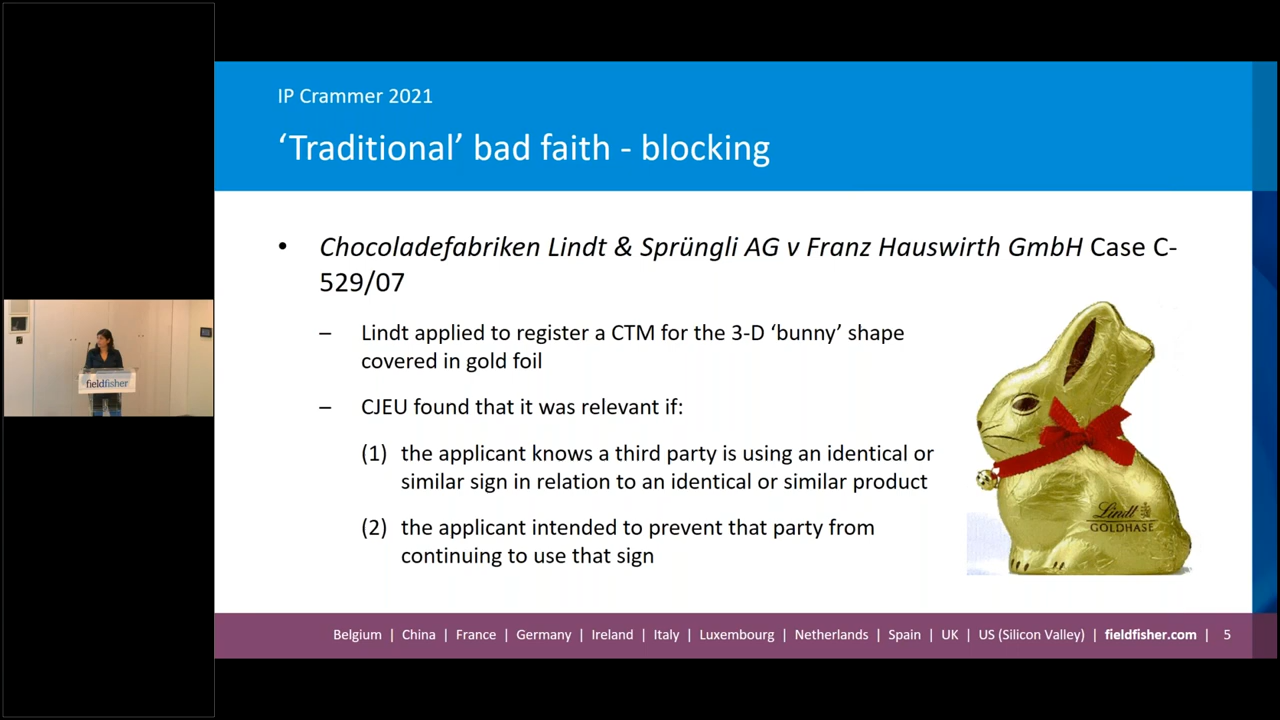 IP Crammer 2021
‘Traditional’ bad faith - blocking
• Chocoladefabriken Lindt & Sprüngli AG v Franz Hauswirth GmbH Case C-
529/07
– Lindt applied to register a CTM for the 3-D ‘bunny’ shape
covered in gold foil
– CJEU found that it was relevant if:
(1) the applicant knows a third party is using an identical or
similar sign in relation to an identical or similar product
(2) the applicant intended to prevent that party from
continuing to use that sign
Lindt
GOLDHASE
fieldfisher
Belgium | China | France | Germany | Ireland | Italy | Luxembourg | Netherlands | Spain | UK | US (Silicon Valley) | fieldfisher.com | 5